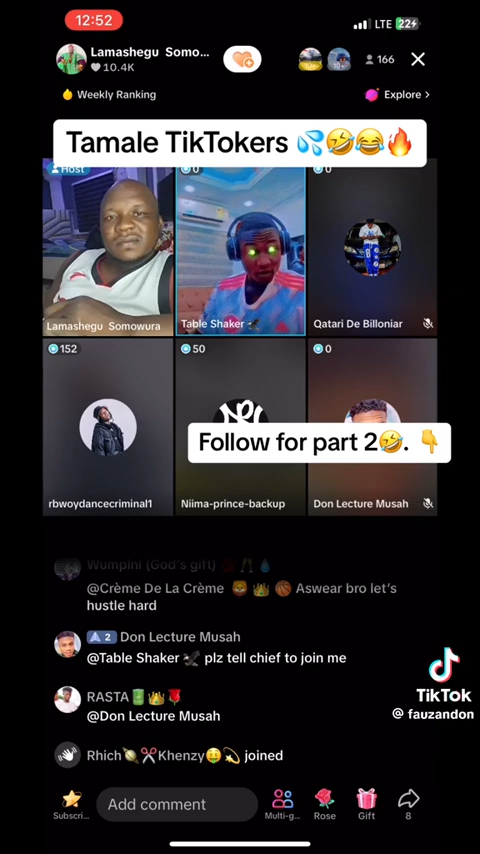 12:52
LTE 22
Lamashegu Somo...
10.4K
166
Weekly Ranking
Explore >
Tamale TikTokers 💦🤣😂🔥
Host
0
0
Lamashegu Somowura
Table Shaker
Qatari De Billoniar
152
50
0
Follow for part 2🤣. 👇
rbwoydancecriminal1
Niima-prince-backup
Don Lecture Musah
Wumpini (God's gift)
@Crème De La Crème 🦁 👑 🏀 Aswear bro let's
hustle hard
2 Don Lecture Musah
@Table Shaker 🦅 plz tell chief to join me
RASTA🔋👑🌹
@Don Lecture Musah
Rhich🪫✂️Khenzy🤑💫 joined
TikTok
@ fauzandon
Add comment
Subscri...
Multi-g...
Rose
Gift
8